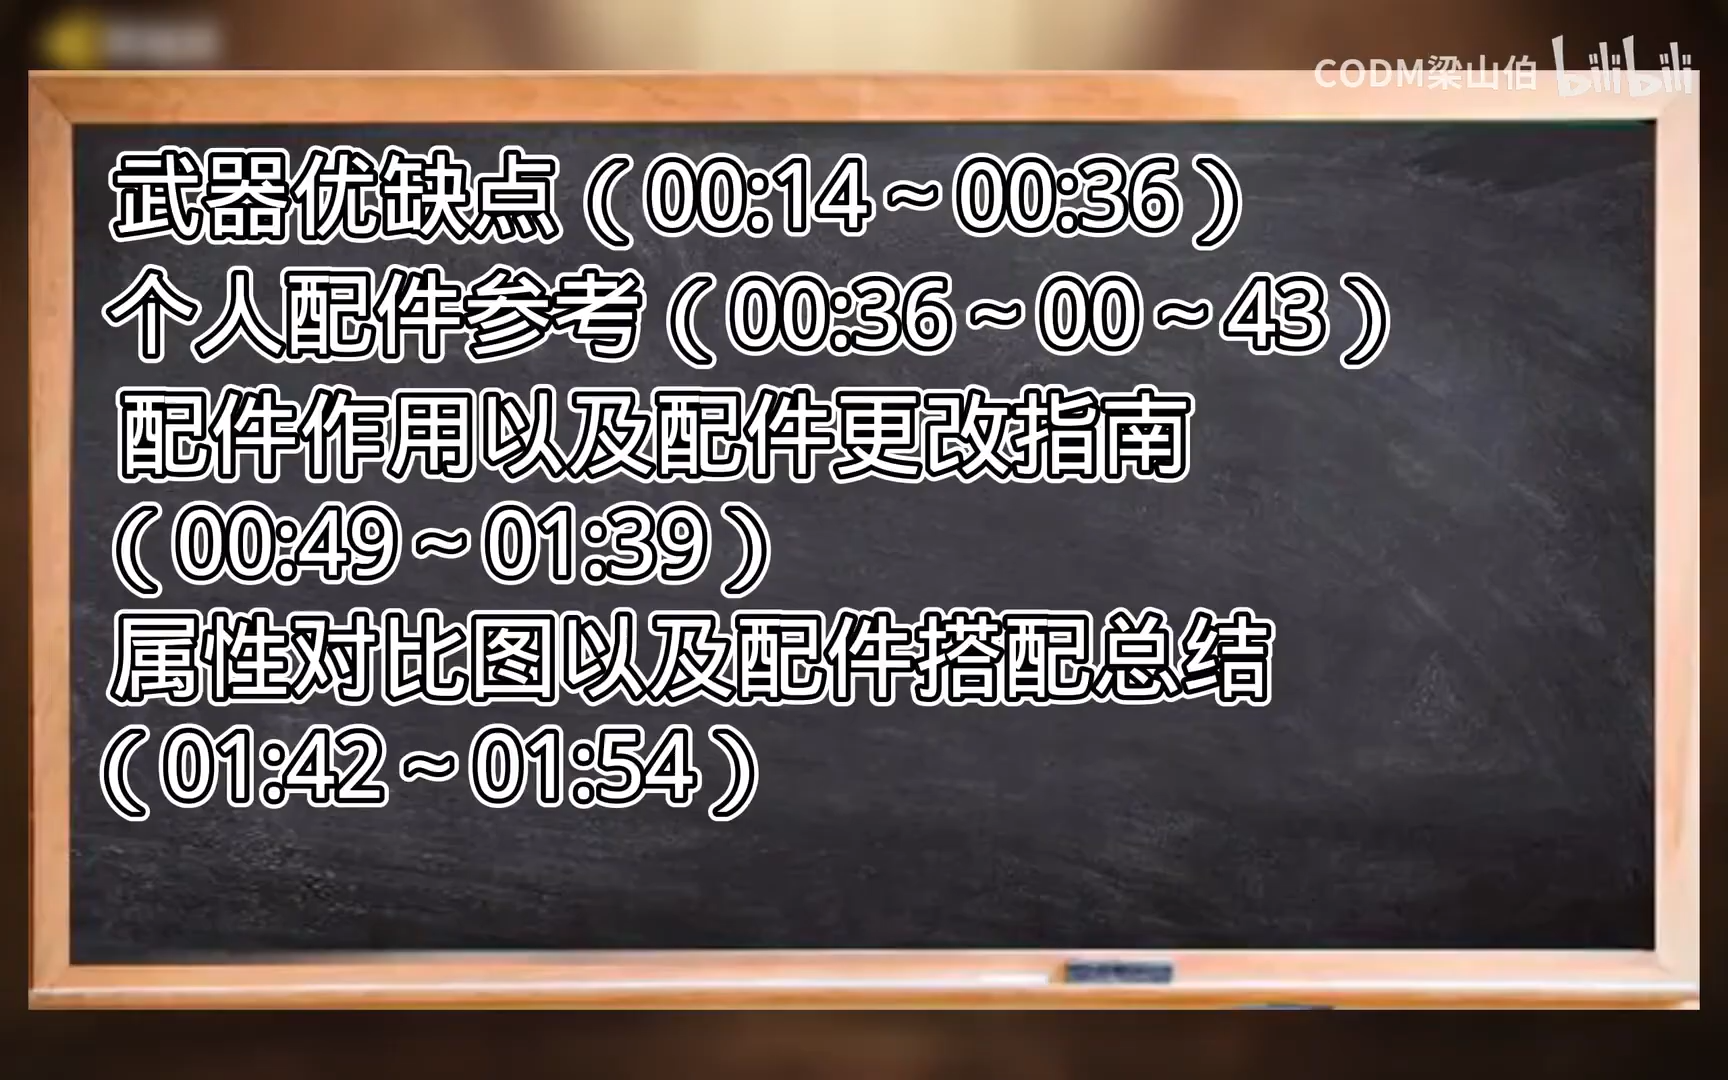 CODM梁山伯 bilibili
武器优缺点（00:14~00:36）
个人配件参考（00:36~00~43）
配件作用以及配件更改指南
（00:49~01:39）
属性对比图以及配件搭配总结
（01:42~01:54）